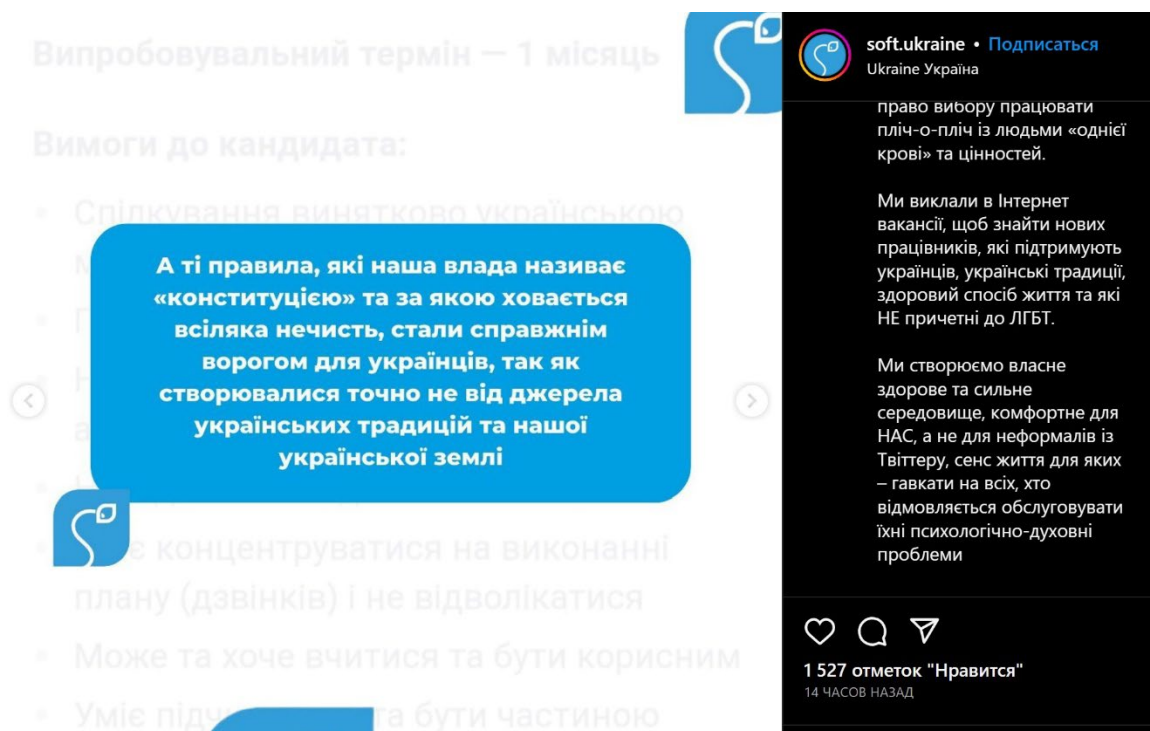 Випробовувальний термін — 1 місяць
Вимоги до кандидата:
Спілкування винятково українською
А ті правила, які наша влада називає
«конституцією» та за якою ховається
всіляка нечисть, стали справжнім
ворогом для українців, так як
створювалися точно не від джерела
українських традицій та нашої
української землі
є концентруватися на виконанні
плану (дзвінків) і не відволікатися
Може та хоче вчитися та бути корисним
Уміє та бути частиною
soft.ukraine • Подписаться
Ukraine Україна
право вибору працювати
пліч-о-пліч із людьми «однієї
крові» та цінностей.
Ми виклали в Інтернет
вакансії, щоб знайти нових
працівників, які підтримують
українців, українські традиції,
здоровий спосіб життя та які
НЕ причетні до ЛГБТ.
Ми створюємо власне
здорове та сильне
середовище, комфортне для
НАС, а не для неформалів із
Твіттеру, сенс життя для яких
– гавкати на всіх, хто
відмовляється обслуговувати
їхні психологічно-духовні
проблеми
1 527 отметок "Нравится"
14 ЧАСОВ НАЗАД